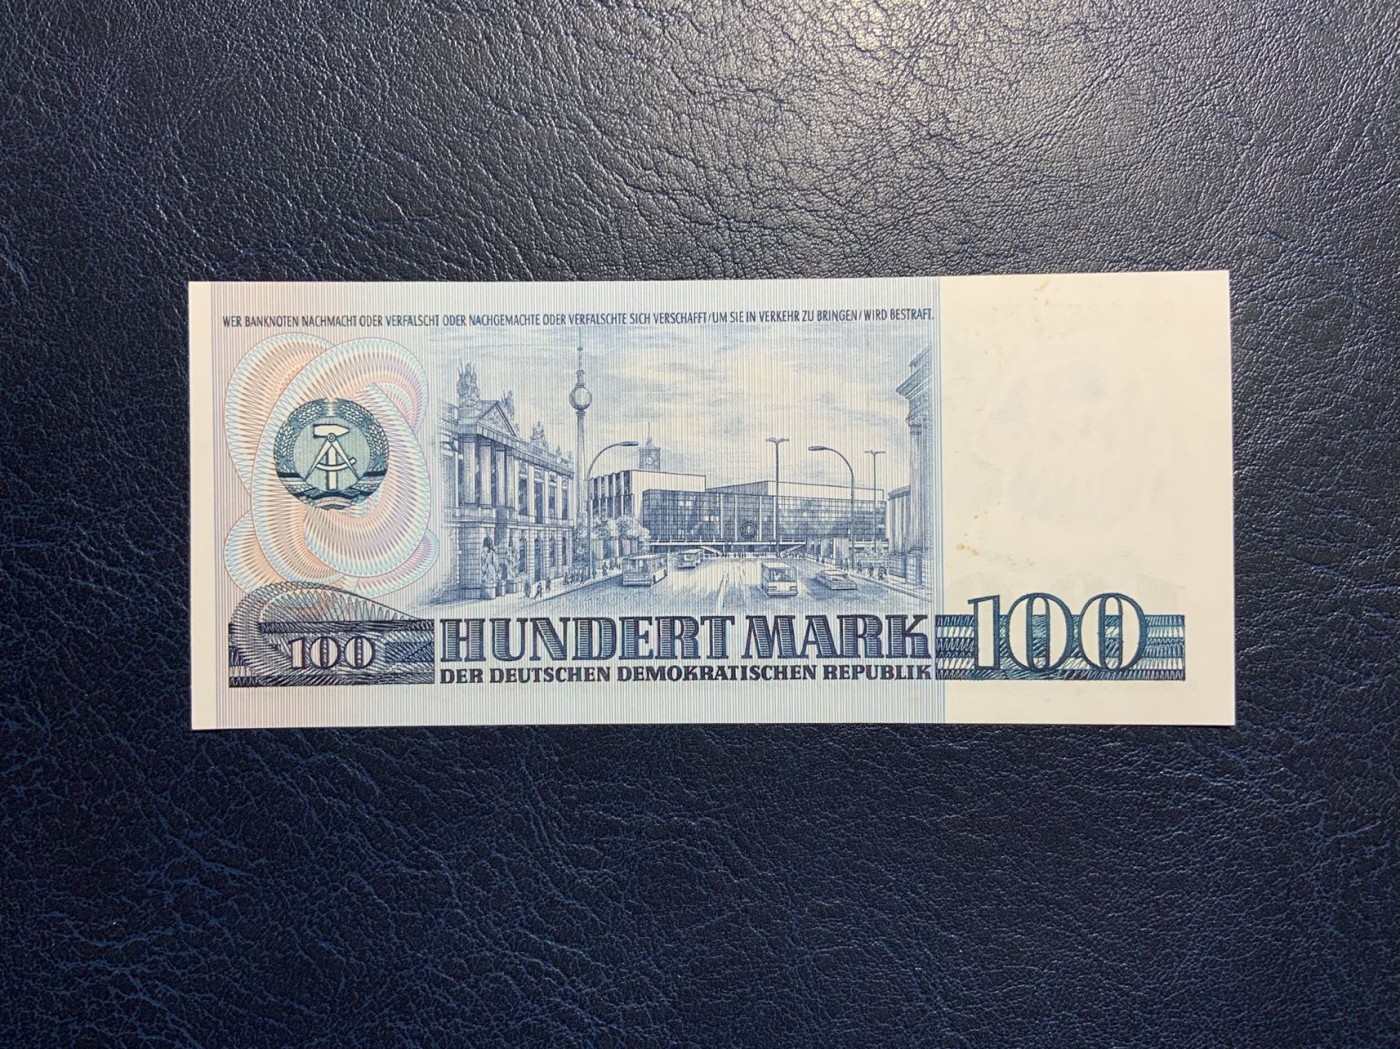 WER BANKNOTEN NACHMACHT ODER VERFÄLSCHT ODER NACHGEMACHTE ODER VERFÄLSCHTE SICH VERSCHAFFT/UM SIE IN VERKEHR ZU BRINGEN/WIRD BESTRAFT.
100
HUNDERT MARK
DER DEUTSCHEN DEMOKRATISCHEN REPUBLIK
100